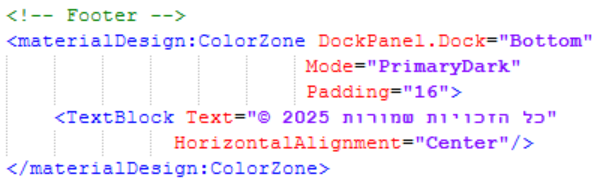 <!-- Footer -->
<materialDesign:ColorZone DockPanel.Dock="Bottom"
Mode="PrimaryDark"
Padding="16">
<TextBlock Text="© 2025 כל הזכויות שמורות"
HorizontalAlignment="Center"/>
</materialDesign:ColorZone>